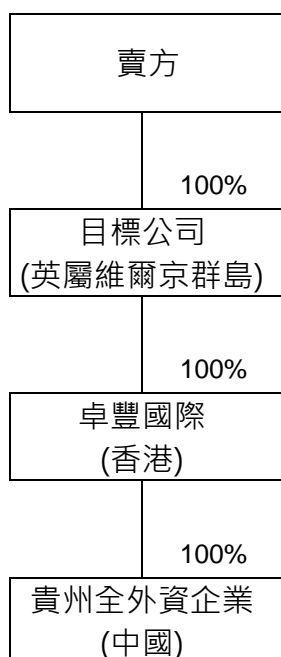 賣方
100%
目標公司
(英屬維爾京群島)
100%
卓豐國際
(香港)
100%
貴州全外資企業
(中國)